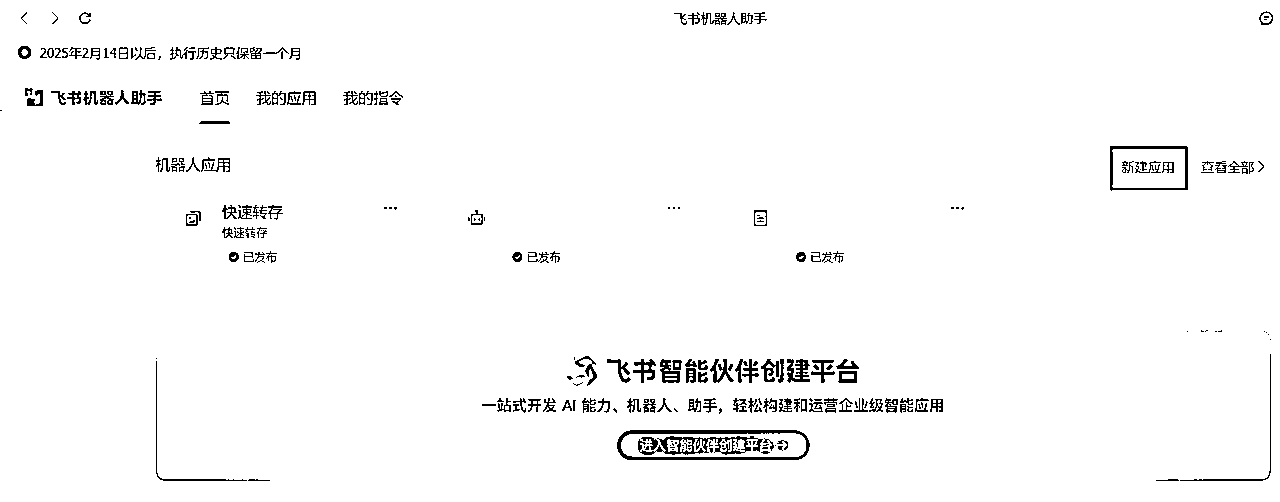 飞书机器人助手
2025年2月14日以后，执行历史只保留一个月
飞书机器人助手 首页 我的应用 我的指令
机器人应用 新建应用 查看全部
快速转存
快速转存
已发布 已发布 已发布
飞书智能伙伴创建平台
一站式开发 AI 能力、机器人、助手，轻松构建和运营企业级智能应用
进入智能伙伴创建平台